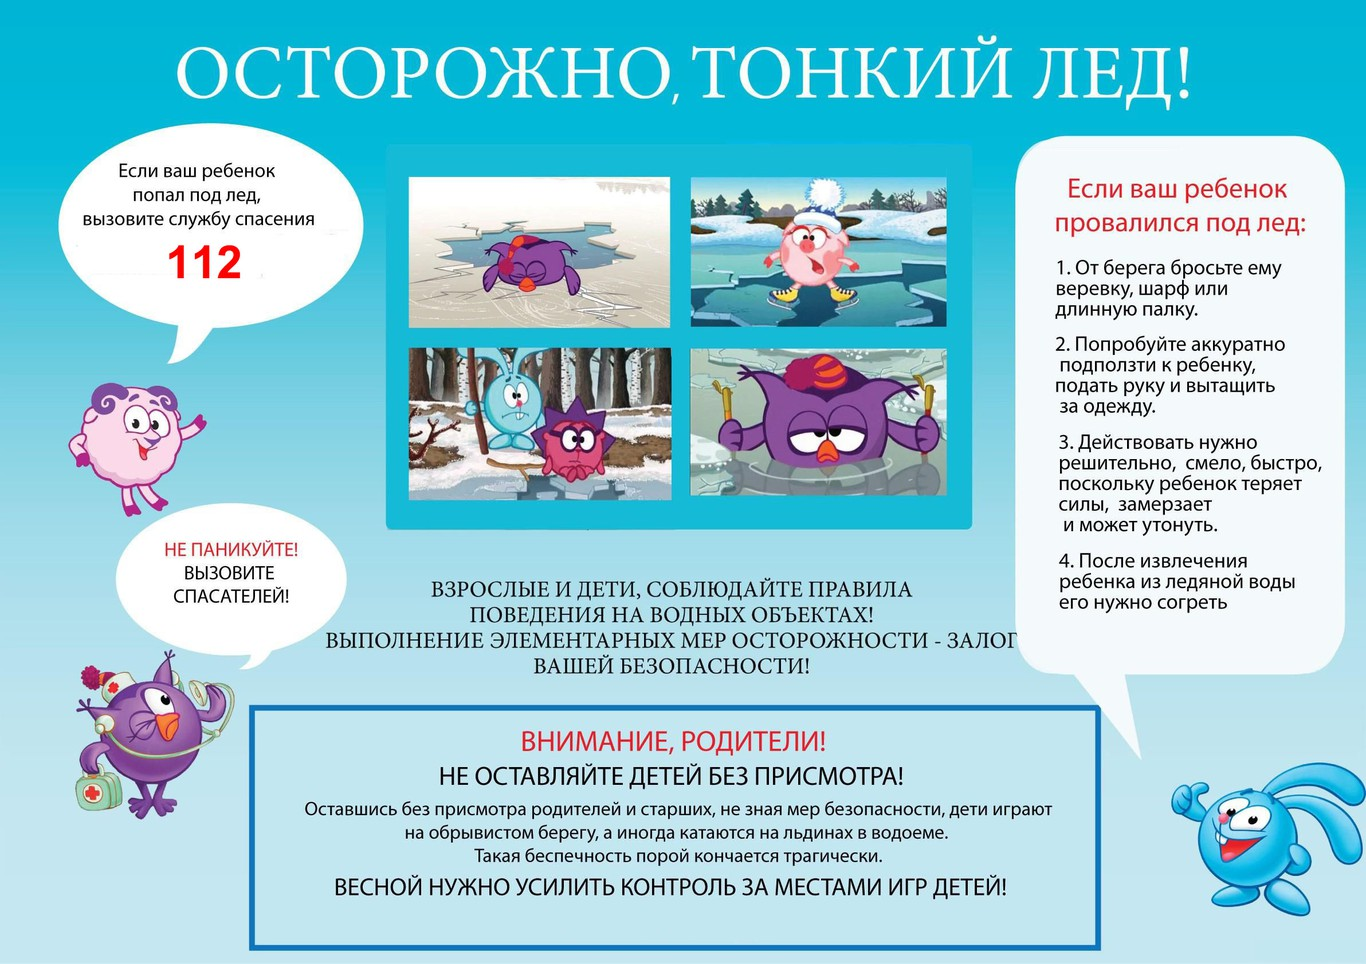 ОСТОРОЖНО, ТОНКИЙ ЛЕД!
Если ваш ребенок
попал под лед,
вызовите службу спасения
112
НЕ ПАНИКУЙТЕ!
ВЫЗОВИТЕ
СПАСАТЕЛЕЙ!
Если ваш ребенок
провалился под лед:
1. От берега бросьте ему
веревку, шарф или
длинную палку.
2. Попробуйте аккуратно
подползти к ребенку,
подать руку и вытащить
за одежду.
3. Действовать нужно
решительно, смело, быстро,
поскольку ребенок теряет
силы, замерзает
и может утонуть.
4. После извлечения
ребенка из ледяной воды
его нужно согреть
ВЗРОСЛЫЕ И ДЕТИ, СОБЛЮДАЙТЕ ПРАВИЛА
ПОВЕДЕНИЯ НА ВОДНЫХ ОБЪЕКТАХ!
ВЫПОЛНЕНИЕ ЭЛЕМЕНТАРНЫХ МЕР ОСТОРОЖНОСТИ - ЗАЛОГ
ВАШЕЙ БЕЗОПАСНОСТИ!
ВНИМАНИЕ, РОДИТЕЛИ!
НЕ ОСТАВЛЯЙТЕ ДЕТЕЙ БЕЗ ПРИСМОТРА!
Оставшись без присмотра родителей и старших, не зная мер безопасности, дети играют
на обрывистом берегу, а иногда катаются на льдинах в водоеме.
Такая беспечность порой кончается трагически.
ВЕСНОЙ НУЖНО УСИЛИТЬ КОНТРОЛЬ ЗА МЕСТАМИ ИГР ДЕТЕЙ!